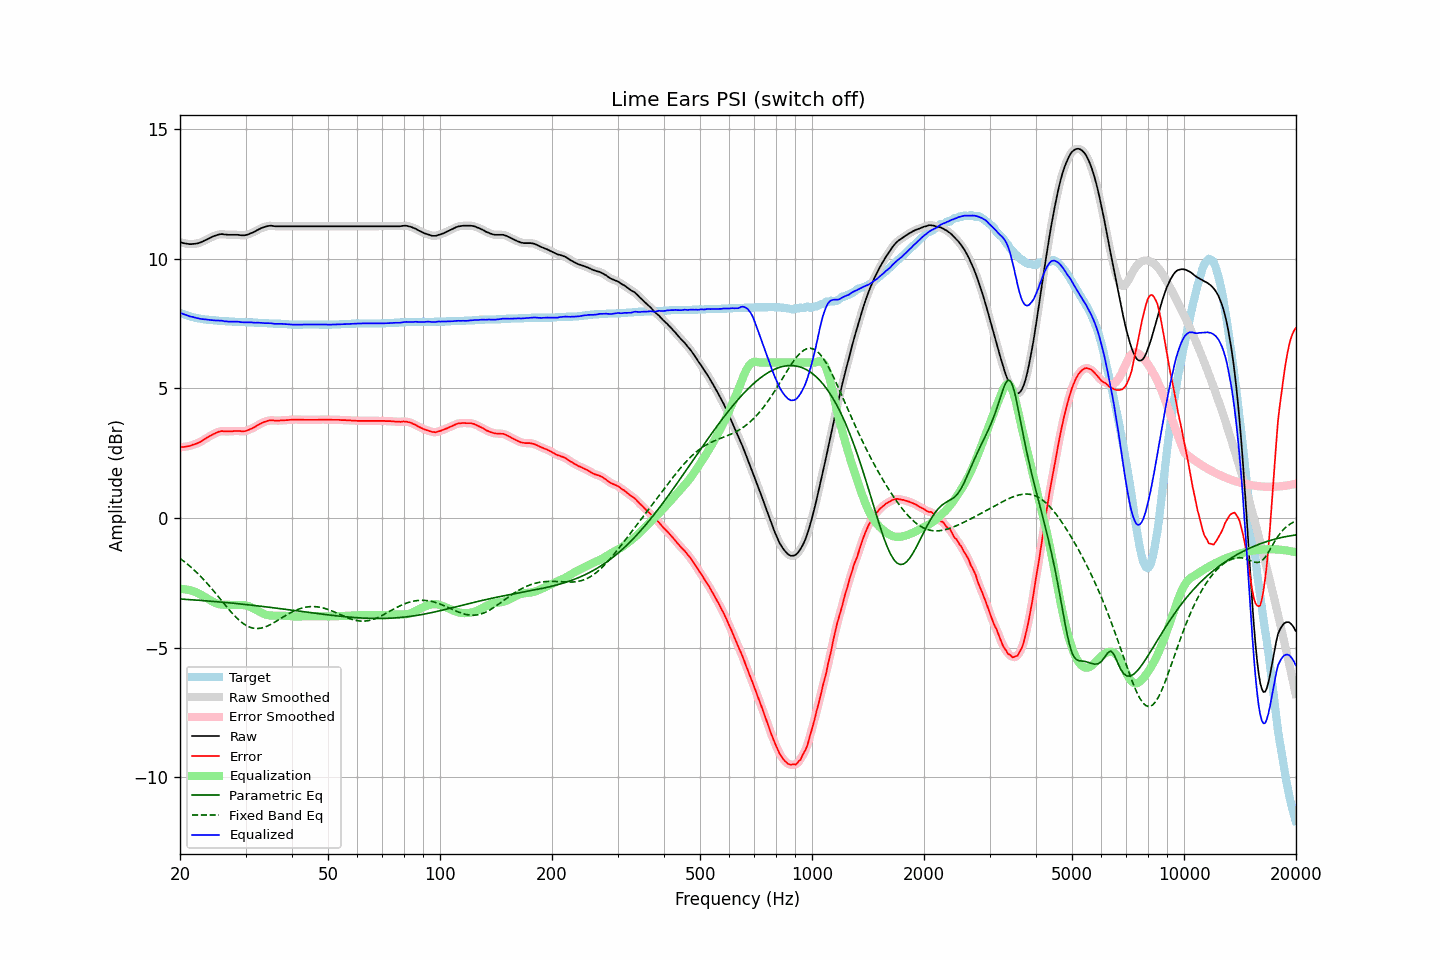 Lime Ears PSI (switch off)
15
10
5
0
−5
−10
Amplitude (dBr)
Target
Raw Smoothed
Error Smoothed
Raw
Error
Equalization
Parametric Eq
Fixed Band Eq
Equalized
20 50 100 200 500 1000 2000 5000 10000 20000
Frequency (Hz)